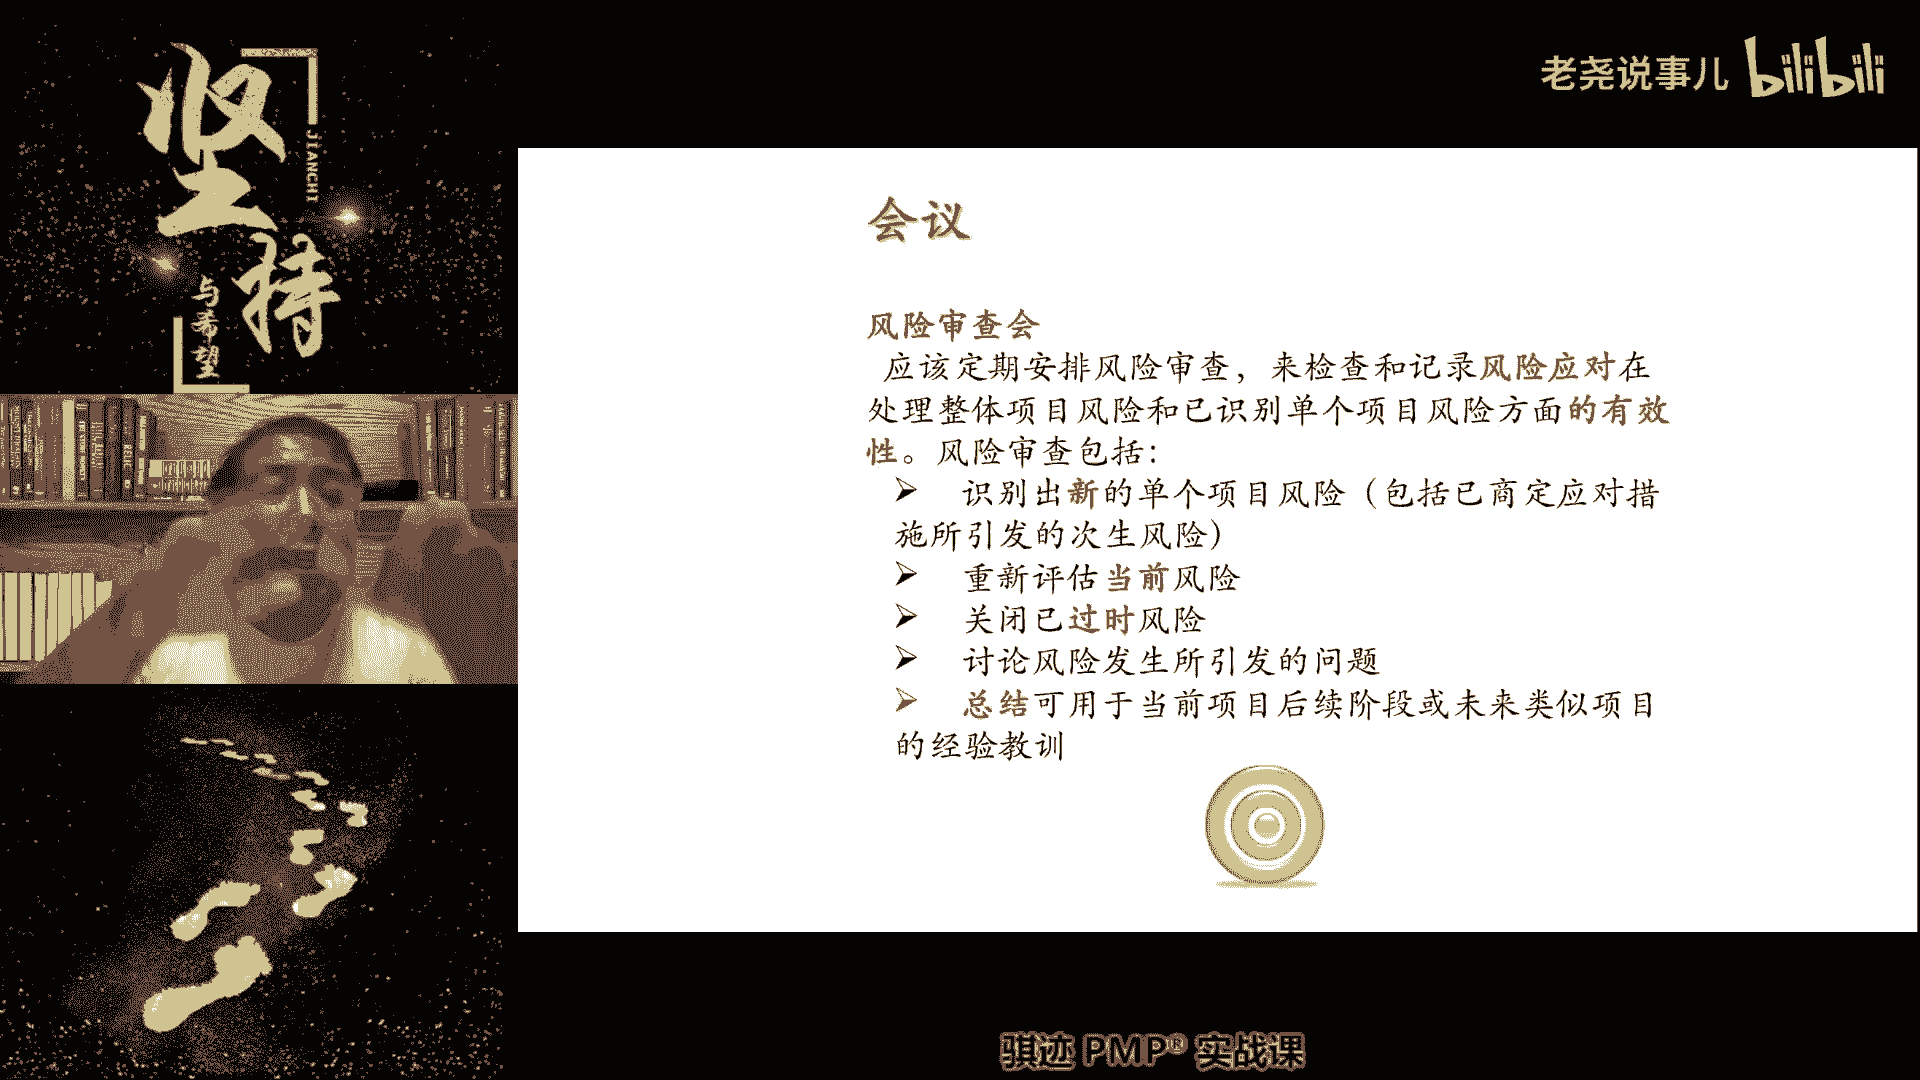 坚持
JIANCHI
与希望
老尧说事儿 bilibili
会议
风险审查会
应该定期安排风险审查，来检查和记录风险应对在
处理整体项目风险和已识别单个项目风险方面的有效
性。风险审查包括：
➢ 识别出新的单个项目风险（包括已商定应对措
施所引发的次生风险）
➢ 重新评估当前风险
➢ 关闭已过时风险
➢ 讨论风险发生所引发的问题
➢ 总结可用于当前项目后续阶段或未来类似项目
的经验教训
骐迹 PMP® 实战课